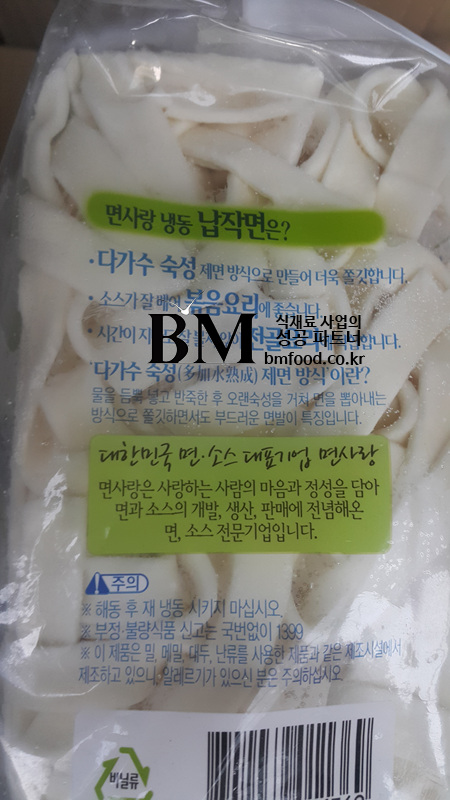 면사랑 냉동 납작면은?
• 다가수 숙성 제면 방식으로 만들어 더욱 쫄깃합니다.
• 소스가 잘 배어 볶음요리에 좋습니다.
• 시간이
BM 식재료 사업의
성공 파트너
bmfood.co.kr
다가수 숙성(多加水熟成) 제면 방식 이란?
물을 듬뿍 넣고 반죽한 후 오랜숙성을 거쳐 면을 뽑아내는
방식으로 쫄깃하면서도 부드러운 면발이 특징입니다.
대한민국 면·소스 대표기업 면사랑
면사랑은 사랑하는 사람의 마음과 정성을 담아
면과 소스의 개발, 생산, 판매에 전념해온
면, 소스 전문기업입니다.
주의
※ 해동 후 재 냉동 시키지 마십시오.
※ 부정·불량식품 신고는 국번없이 1399
※ 이 제품은 밀, 메밀, 대두, 난류를 사용한 제품과 같은 제조시설에서
제조하고 있으니, 알레르기가 있으신 분은 주의하십시오.
비닐류